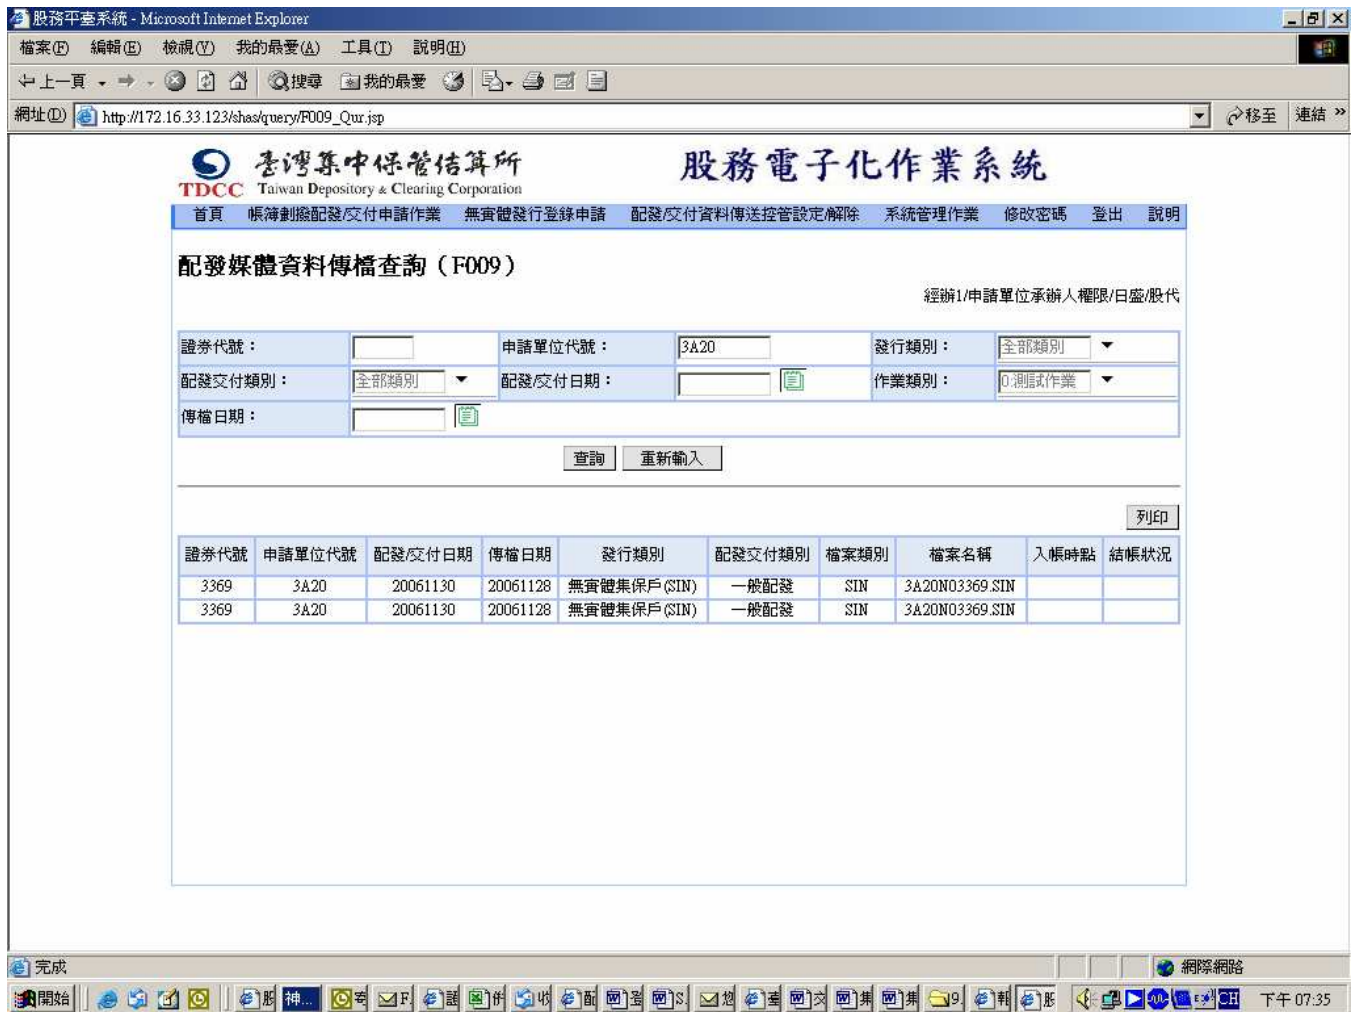 股務平臺系統 - Microsoft Internet Explorer
檔案(F) 編輯(E) 檢視(V) 我的最愛(A) 工具(T) 說明(H)
上一頁 搜尋 我的最愛
網址(D) http://172.16.33.123/shas/query/F009_Qur.jsp 移至 連結 »
TDCC 臺灣集中保管結算所 股務電子化作業系統
Taiwan Depository & Clearing Corporation
首頁 帳簿劃撥配發/交付申請作業 無實體發行登錄申請 配發/交付資料傳送控管設定/解除 系統管理作業 修改密碼 登出 說明
配發媒體資料傳檔查詢（F009）
經辦1/申請單位承辦人權限/日盛/股代
證券代號： 申請單位代號： 3A20 發行類別： 全部類別
配發交付類別： 全部類別 配發/交付日期： 作業類別： 0:測試作業
傳檔日期：
查詢 重新輸入
列印
證券代號 申請單位代號 配發/交付日期 傳檔日期 發行類別 配發交付類別 檔案類別 檔案名稱 入帳時點 結帳狀況
3369 3A20 20061130 20061128 無實體集保戶(SIN) 一般配發 SIN 3A20N03369.SIN
3369 3A20 20061130 20061128 無實體集保戶(SIN) 一般配發 SIN 3A20N03369.SIN
完成 網際網路
開始 神... CH 下午 07:35